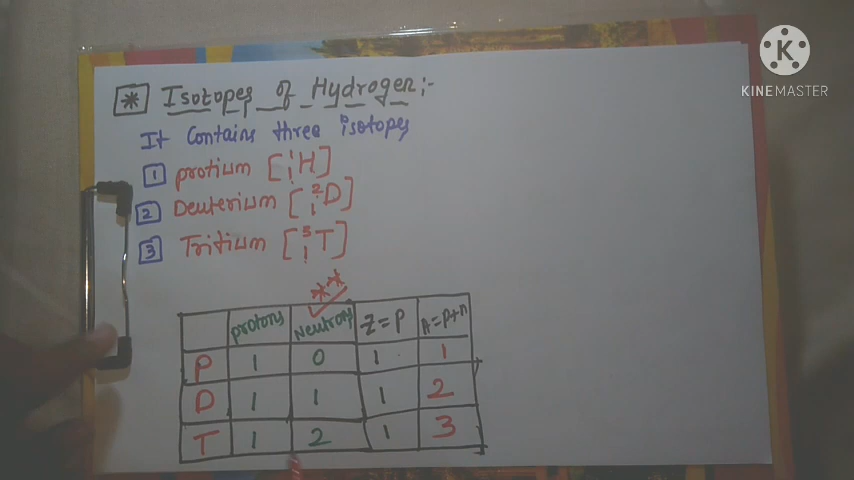 * Isotopes of Hydrogen:-
It contains three isotopes
1 protium [¹₁H]
2 Deuterium [²₁D]
3 Tritium [³₁T]
**
protons Neutrons Z=P A=P+n
P 1 0 1 1
D 1 1 1 2
T 1 2 1 3
K
KINEMASTER